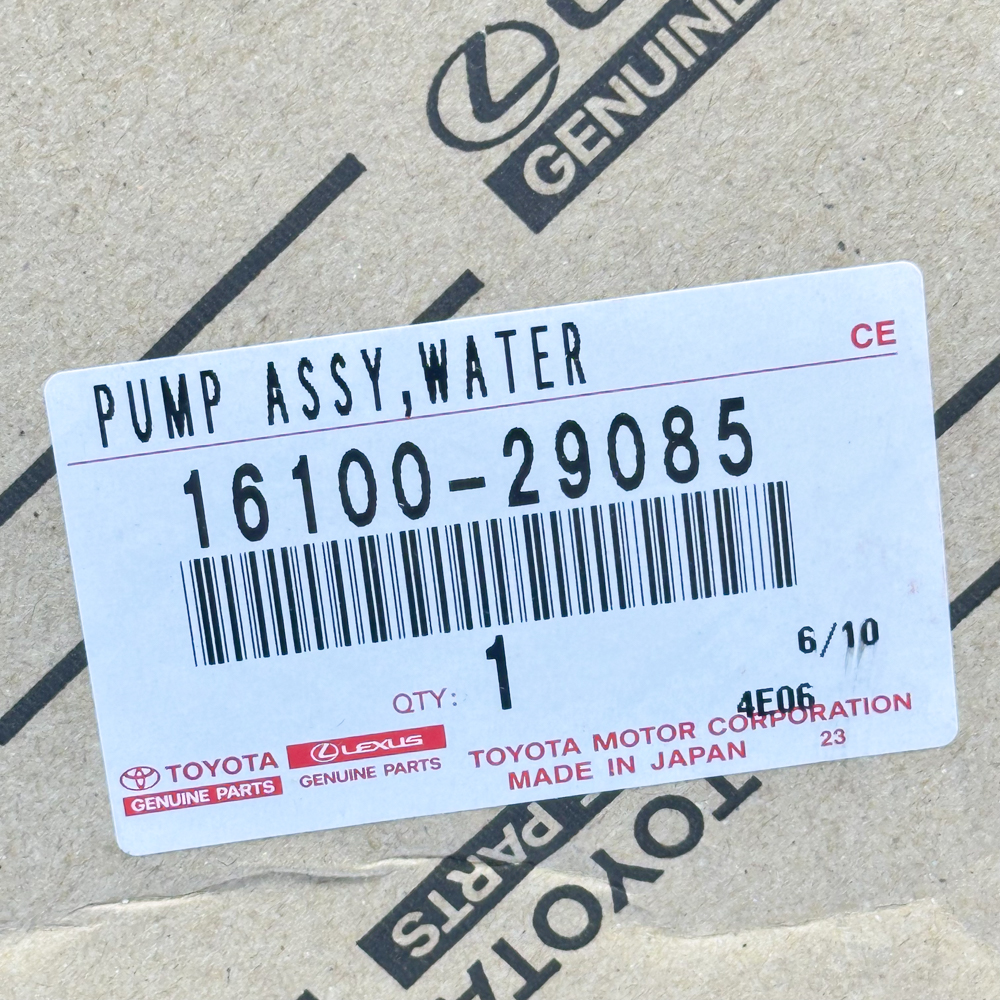 GENUINE
PUMP ASSY,WATER
CE
16100-29085
QTY: 1
6/10
4E06
TOYOTA
GENUINE PARTS
LEXUS
GENUINE PARTS
TOYOTA MOTOR CORPORATION
MADE IN JAPAN 23
PARTS
TOYOTA